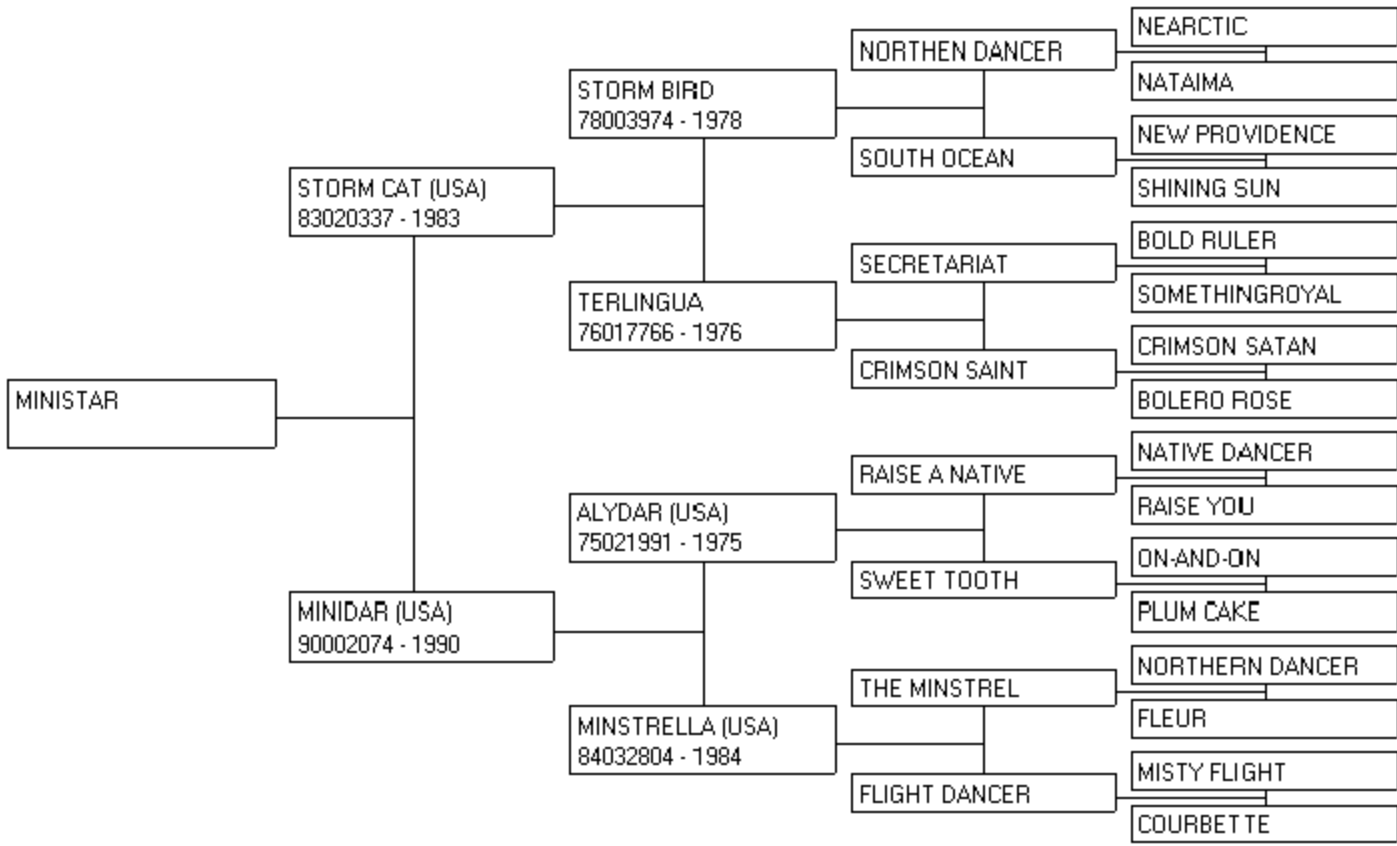 MINISTAR
STORM CAT (USA)
83020337 - 1983
MINIDAR (USA)
90002074 - 1990
STORM BIRD
78003974 - 1978
TERLINGUA
76017766 - 1976
ALYDAR (USA)
75021991 - 1975
MINSTRELLA (USA)
84032804 - 1984
NORTHEN DANCER
SOUTH OCEAN
SECRETARIAT
CRIMSON SAINT
RAISE A NATIVE
SWEET TOOTH
THE MINSTREL
FLIGHT DANCER
NEARCTIC
NATAIMA
NEW PROVIDENCE
SHINING SUN
BOLD RULER
SOMETHINGROYAL
CRIMSON SATAN
BOLERO ROSE
NATIVE DANCER
RAISE YOU
ON-AND-ON
PLUM CAKE
NORTHERN DANCER
FLEUR
MISTY FLIGHT
COURBETTE